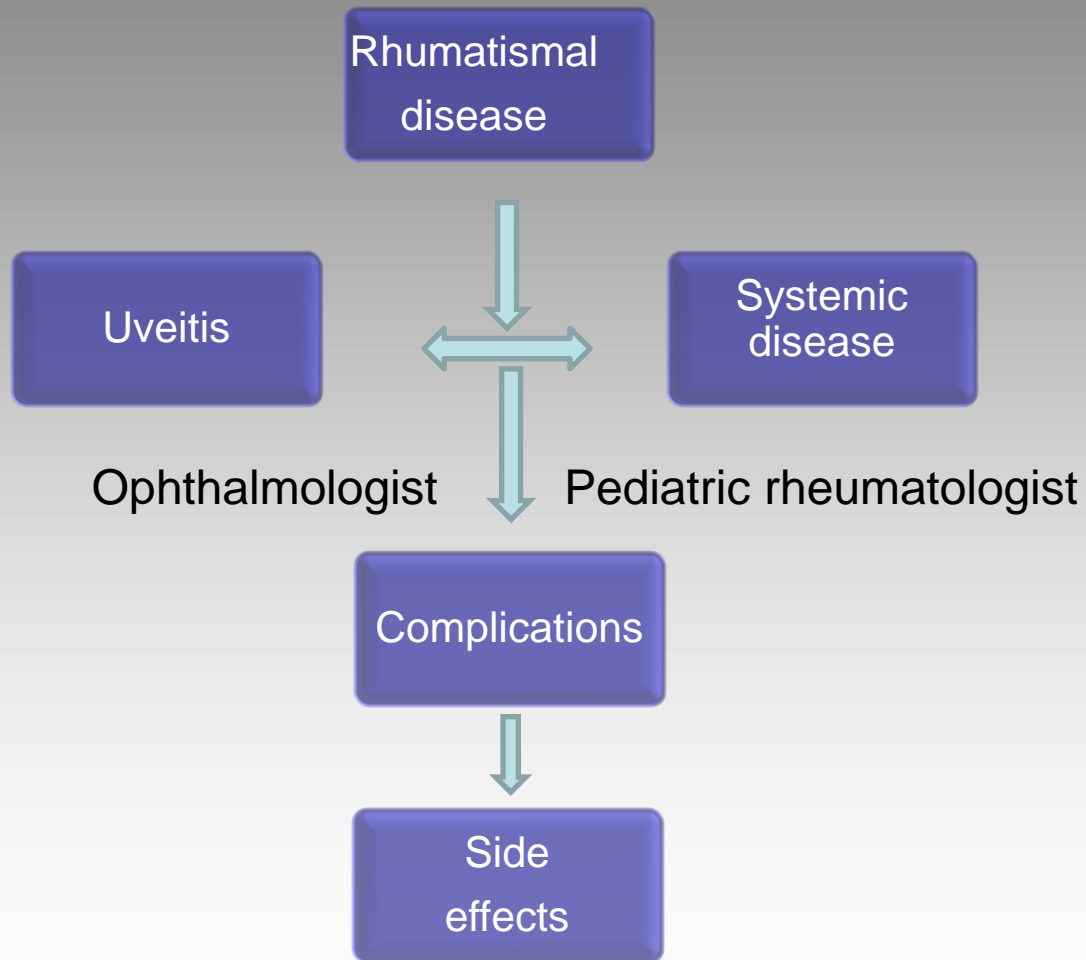 Rhumatismal
disease
Uveitis
Systemic
disease
Ophthalmologist
Pediatric rheumatologist
Complications
Side
effects